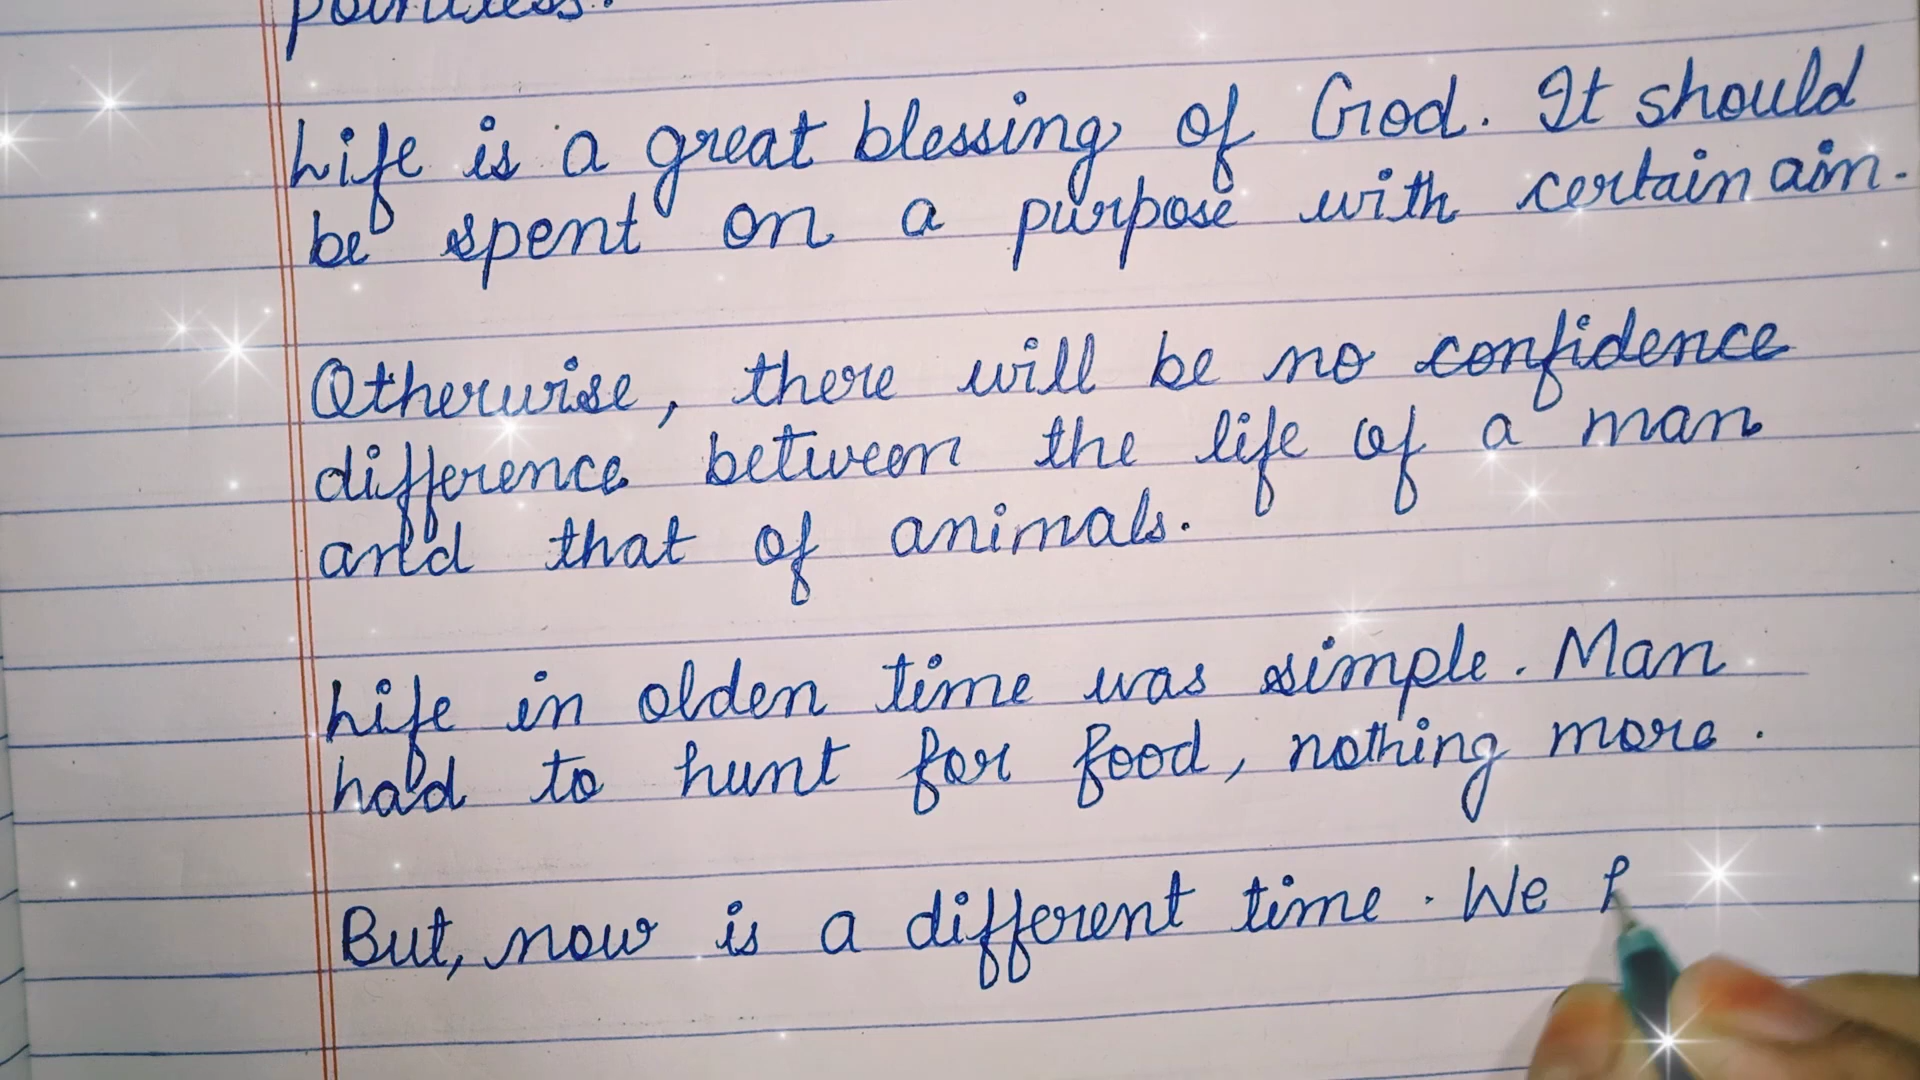 pointless.
Life is a great blessing of God. It should
be spent on a purpose with certain aim.
Otherwise, there will be no confidence
difference between the life of a man
and that of animals.
Life in olden time was simple. Man
had to hunt for food, nothing more.
But, now is a different time. We